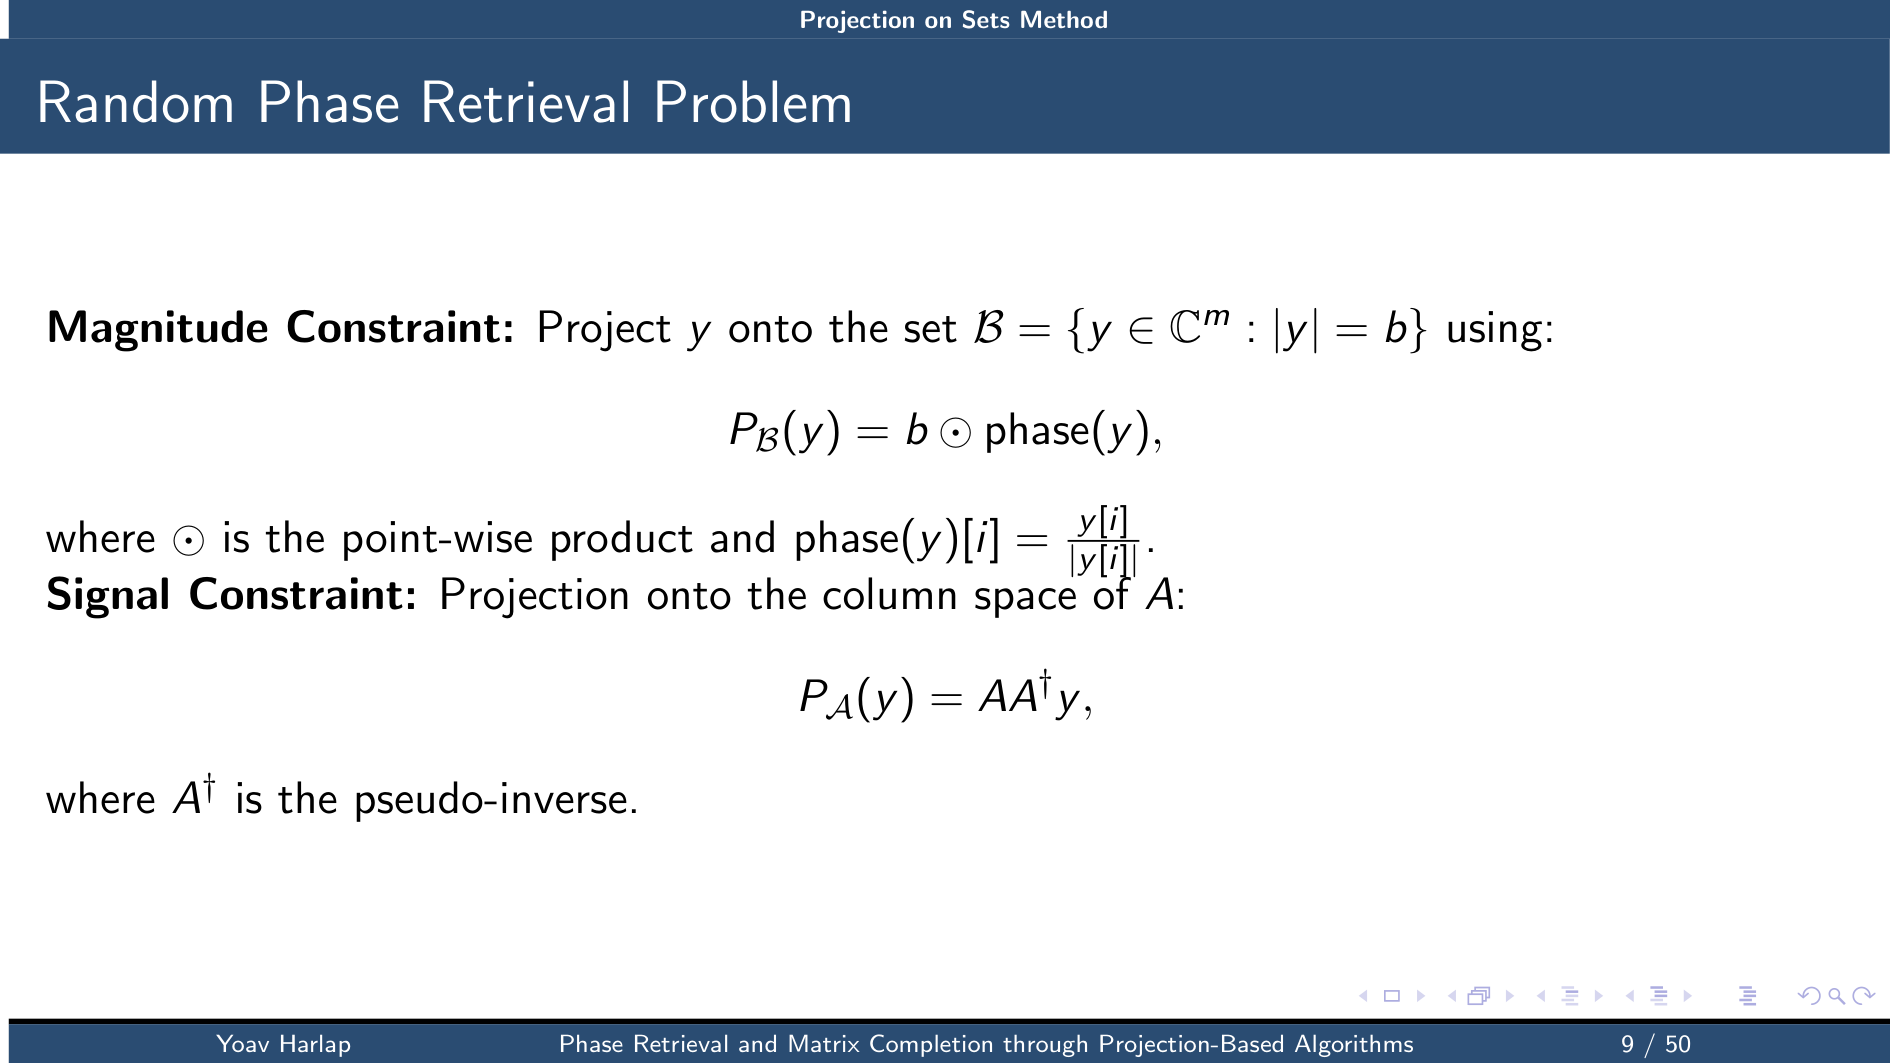 Projection on Sets Method
Random Phase Retrieval Problem
Magnitude Constraint: Project y onto the set ℬ = {y ∈ ℂᵐ : |y| = b} using:
P_ℬ(y) = b ⊙ phase(y),
where ⊙ is the point-wise product and phase(y)[i] = y[i]/|y[i]|.
Signal Constraint: Projection onto the column space of A:
P_𝒜(y) = AA†y,
where A† is the pseudo-inverse.
Yoav Harlap Phase Retrieval and Matrix Completion through Projection-Based Algorithms 9 / 50